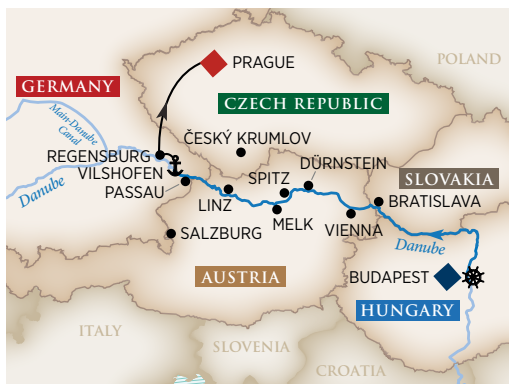 POLAND
PRAGUE
GERMANY
CZECH REPUBLIC
Main-Danube
Canal
ČESKÝ KRUMLOV
REGENSBURG
VILSHOFEN
PASSAU
DÜRNSTEIN
SPITZ
SLOVAKIA
Danube
LINZ
BRATISLAVA
MELK
VIENNA
SALZBURG
Danube
AUSTRIA
BUDAPEST
HUNGARY
ITALY
SLOVENIA
CROATIA